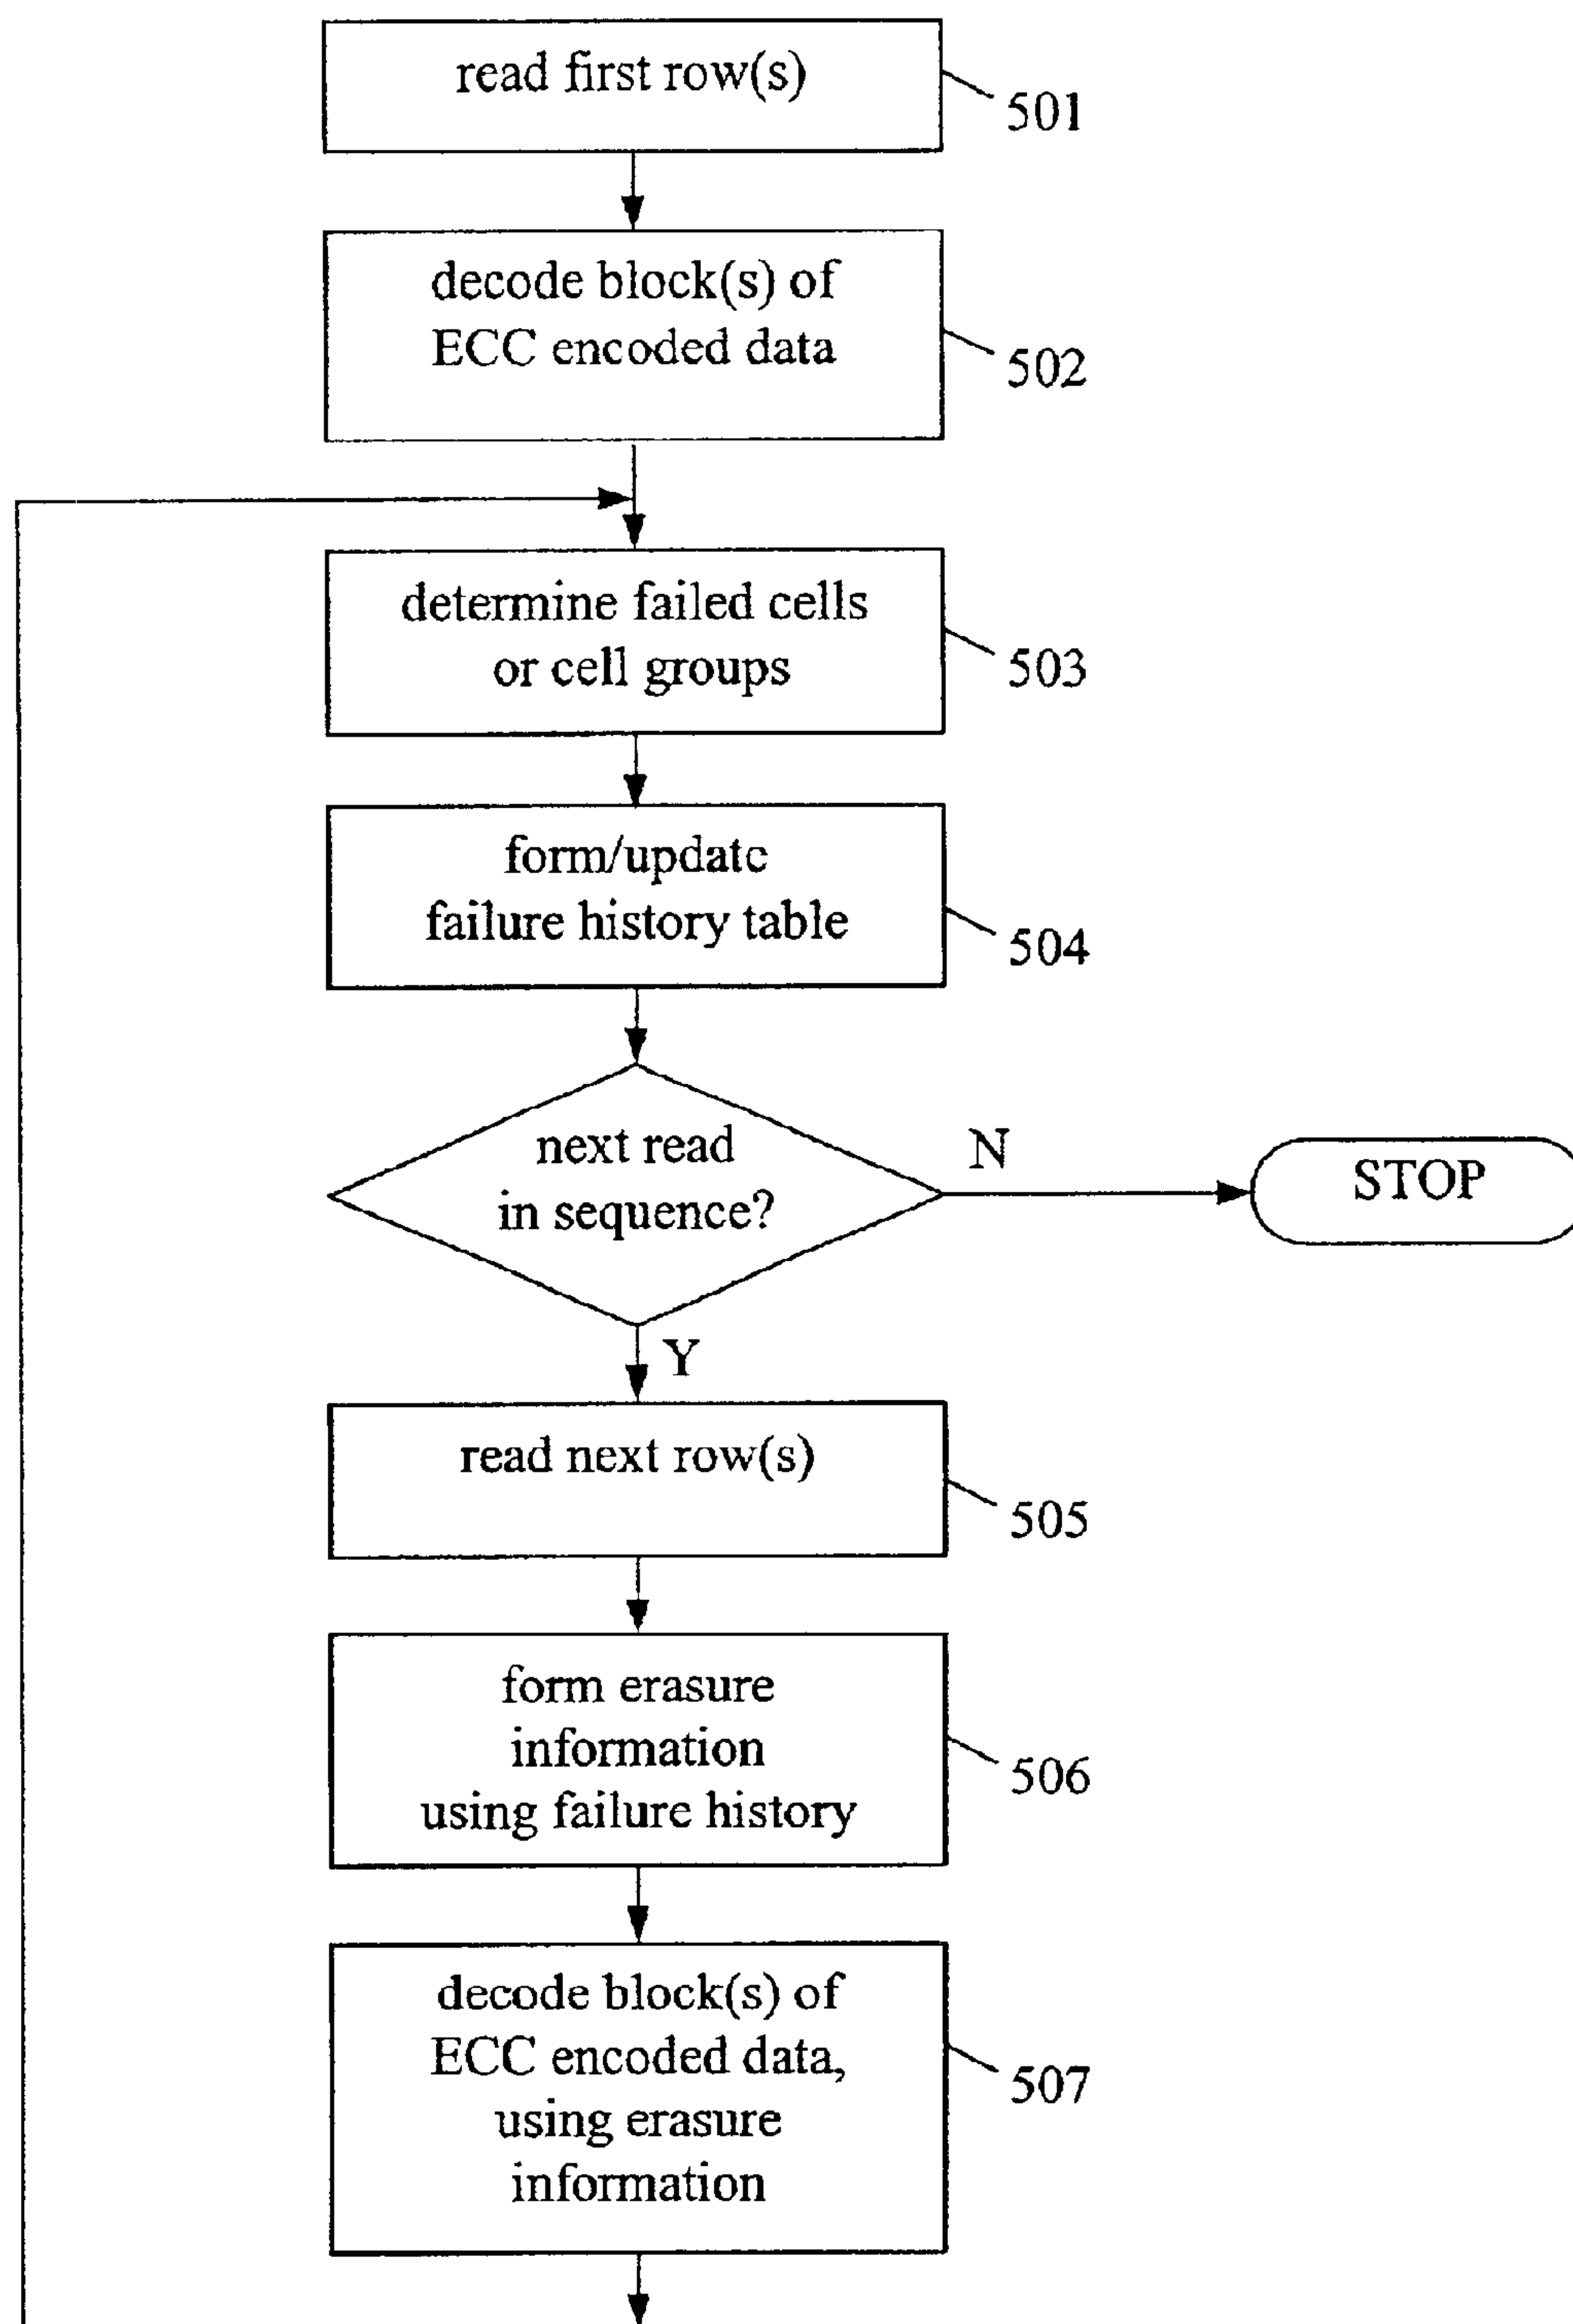 read first row(s)
501
decode block(s) of
ECC encoded data
502
determine failed cells
or cell groups
503
form/update
failure history table
504
next read
in sequence?
N
STOP
Y
read next row(s)
505
form erasure
information
using failure history
506
decode block(s) of
ECC encoded data,
using erasure
information
507